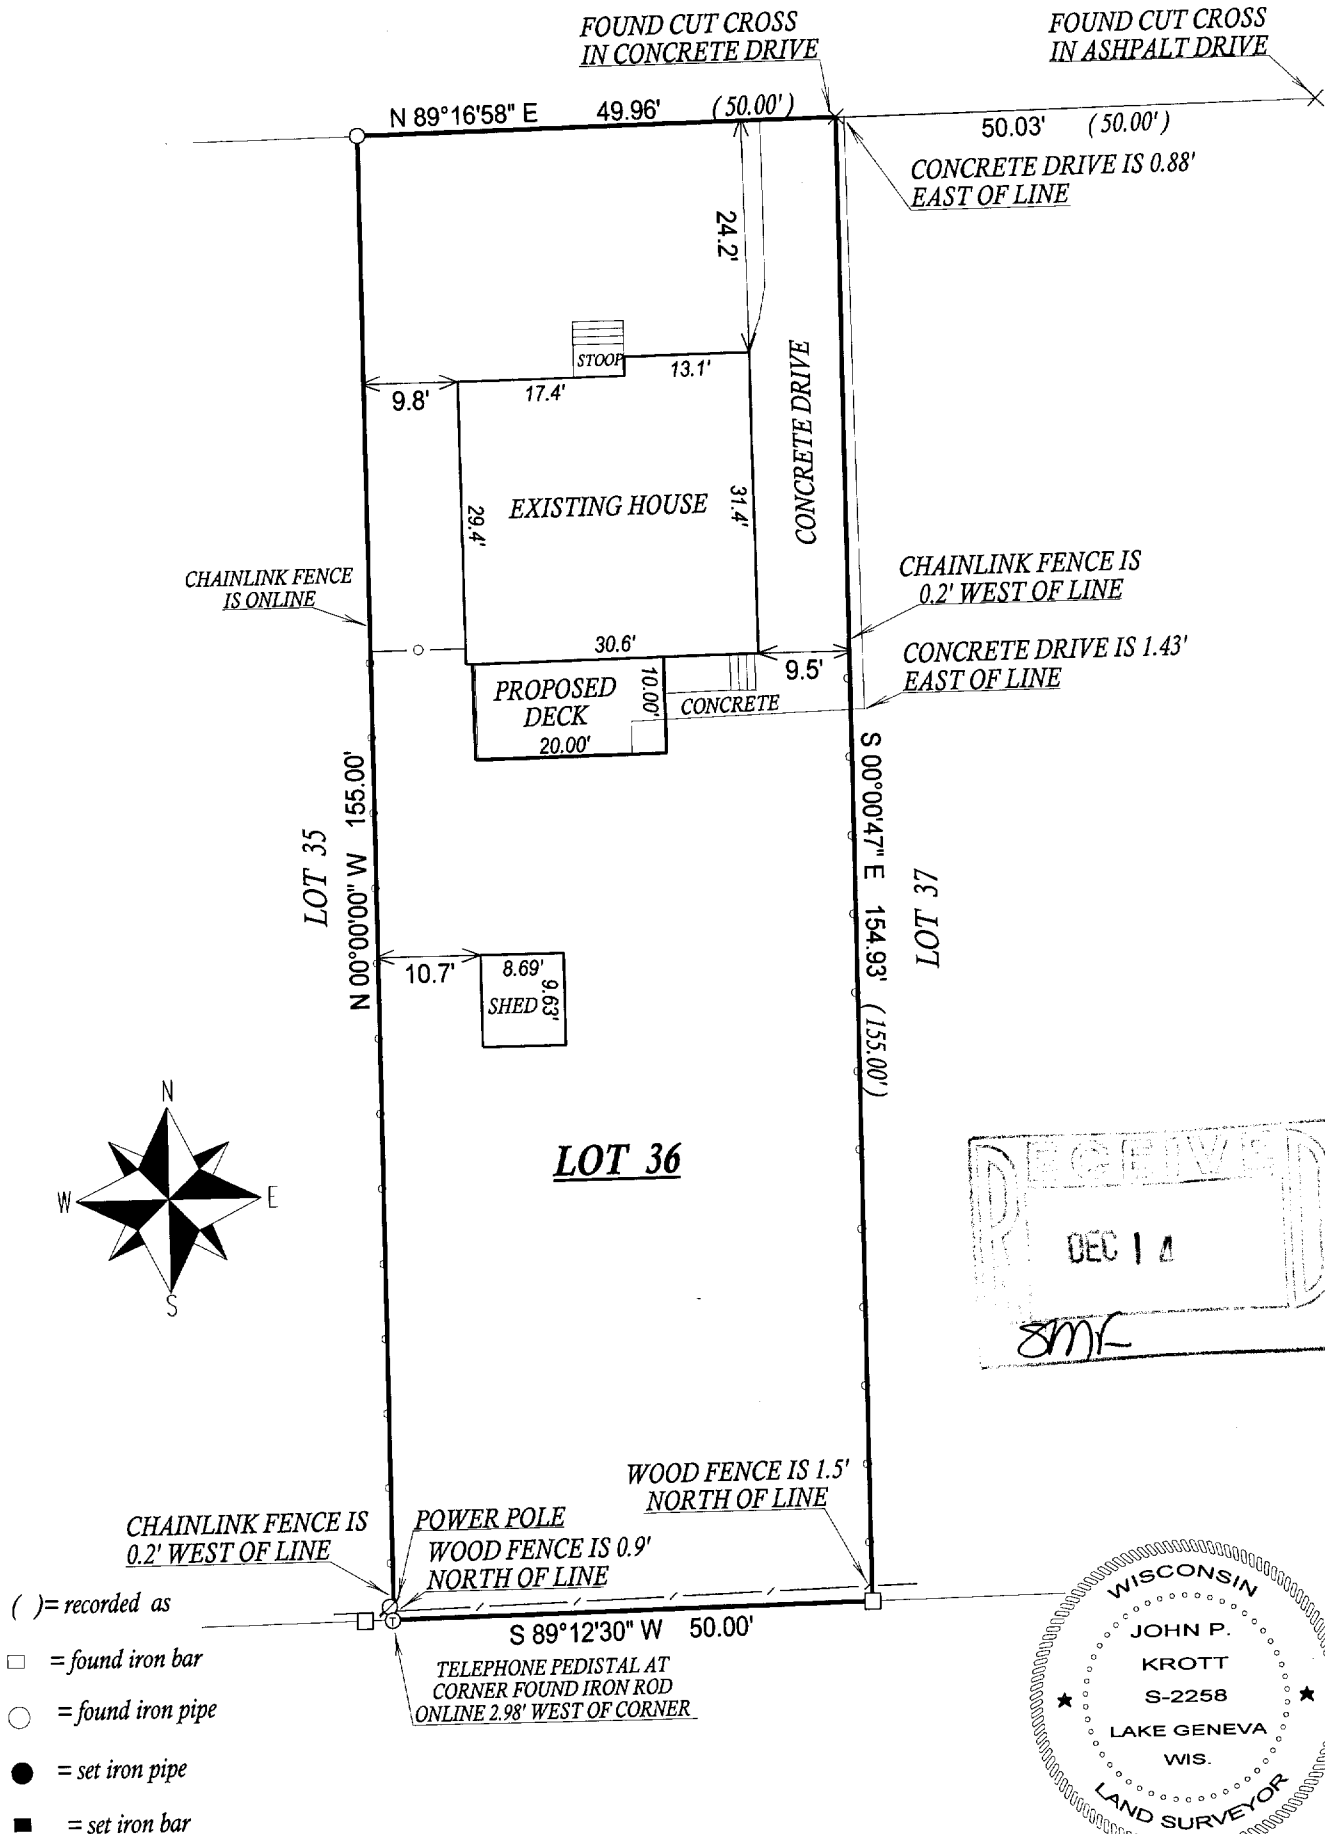 FOUND CUT CROSS
IN CONCRETE DRIVE
FOUND CUT CROSS
IN ASHPALT DRIVE
N 89°16'58" E 49.96' (50.00')
50.03' (50.00')
CONCRETE DRIVE IS 0.88'
EAST OF LINE
24.2'
STOOP
13.1'
17.4'
9.8'
CONCRETE DRIVE
EXISTING HOUSE
31.4'
29.4'
CHAINLINK FENCE
IS ONLINE
CHAINLINK FENCE IS
0.2' WEST OF LINE
30.6'
9.5'
CONCRETE DRIVE IS 1.43'
EAST OF LINE
PROPOSED
DECK
10.00'
20.00'
CONCRETE
LOT 35
N 00°00'00" W 155.00'
S 00°00'47" E 154.93' (155.00')
LOT 37
10.7'
8.69'
9.63'
SHED
N
W
E
S
LOT 36
RECEIVED
DEC 14
SMK
WOOD FENCE IS 1.5'
NORTH OF LINE
CHAINLINK FENCE IS
0.2' WEST OF LINE
POWER POLE
WOOD FENCE IS 0.9'
NORTH OF LINE
T
S 89°12'30" W 50.00'
TELEPHONE PEDISTAL AT
CORNER FOUND IRON ROD
ONLINE 2.98' WEST OF CORNER
( )= recorded as
= found iron bar
= found iron pipe
= set iron pipe
= set iron bar
WISCONSIN
JOHN P.
KROTT
S-2258
LAKE GENEVA
WIS.
LAND SURVEYOR